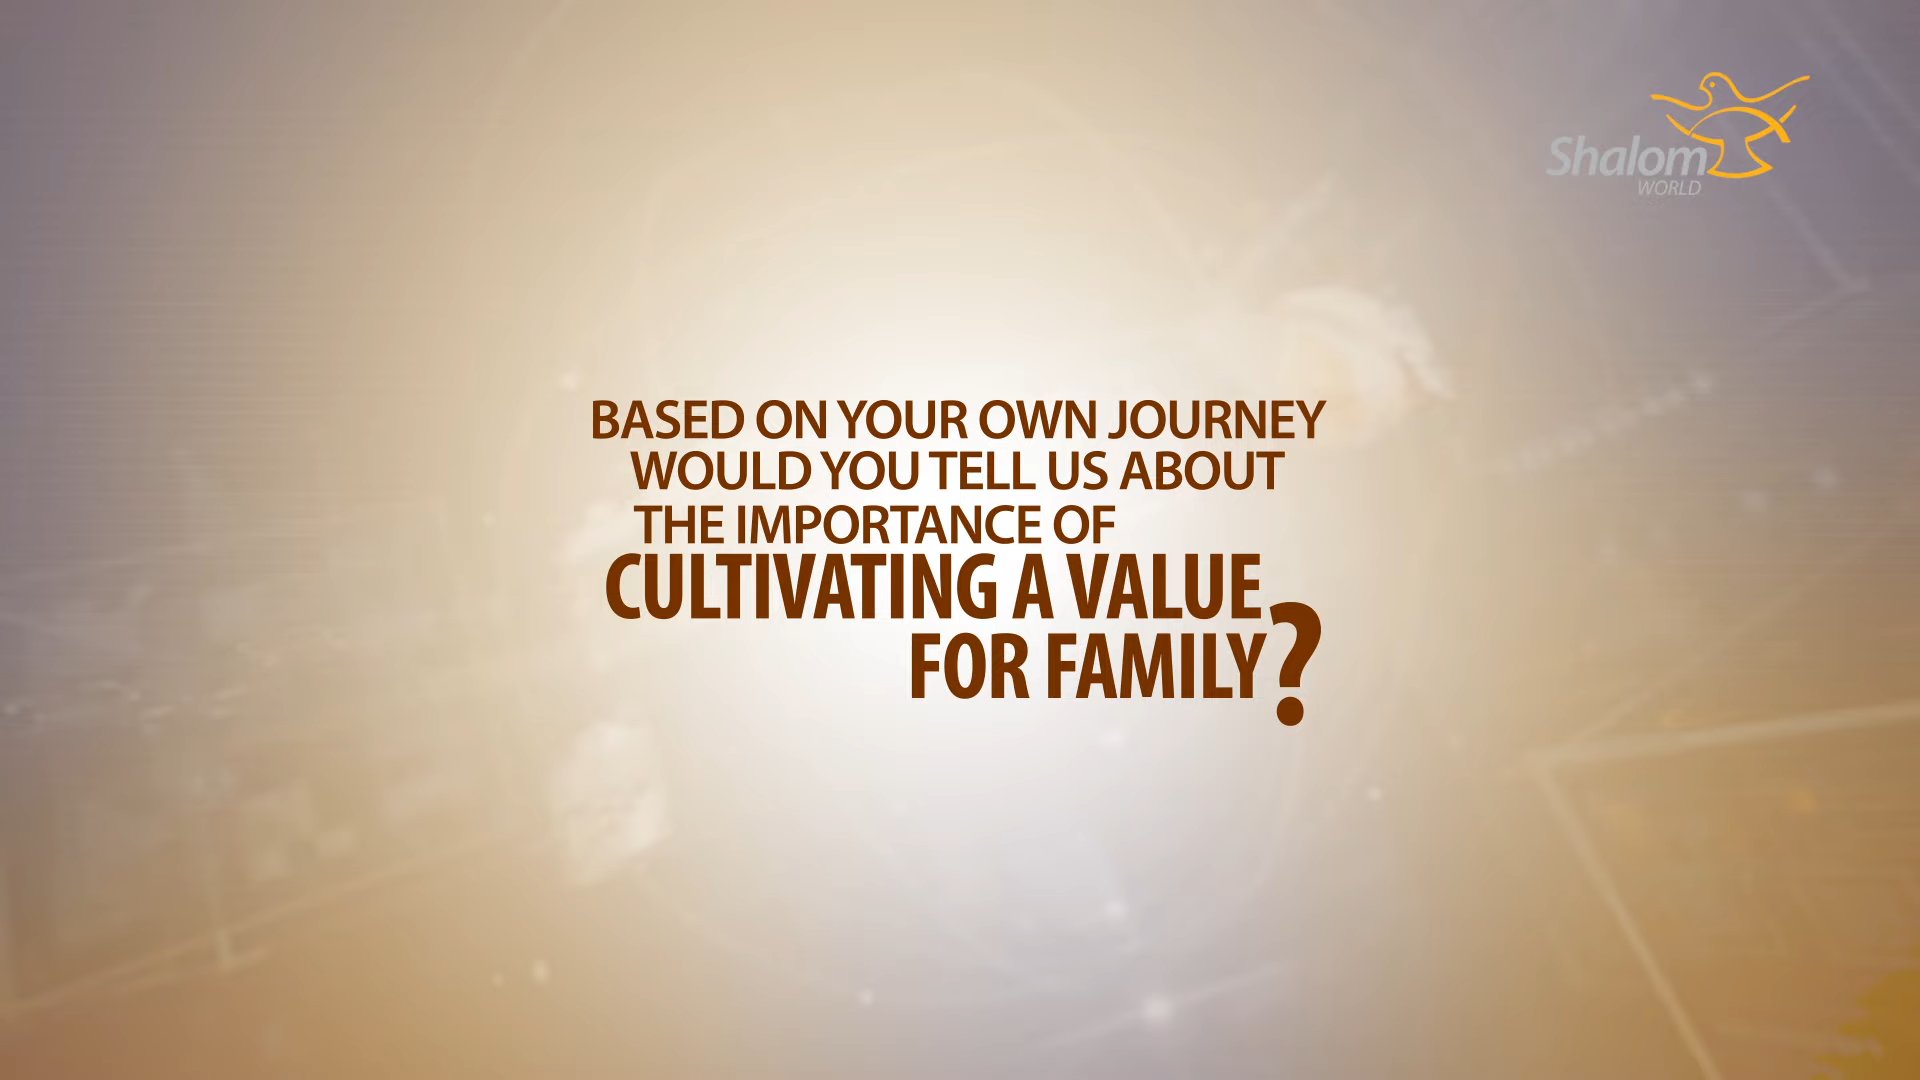 Shalom
WORLD
BASED ON YOUR OWN JOURNEY
WOULD YOU TELL US ABOUT
THE IMPORTANCE OF
CULTIVATING A VALUE
FOR FAMILY?